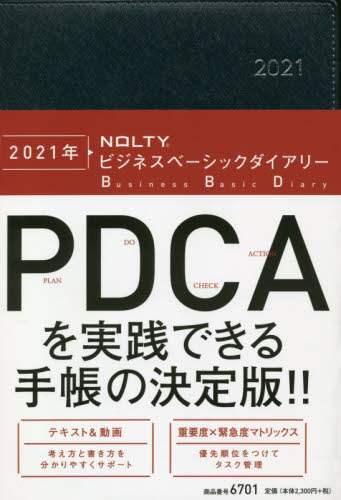 2021
2021年
NOLTY®
ビジネスベーシックダイアリー
Business Basic Diary
PDCA
PLAN
DO
CHECK
ACTION
を実践できる
手帳の決定版!!
テキスト&動画
考え方と書き方を
分かりやすくサポート
重要度×緊急度マトリックス
優先順位をつけて
タスク管理
商品番号6701 定価(本体2,300円+税)